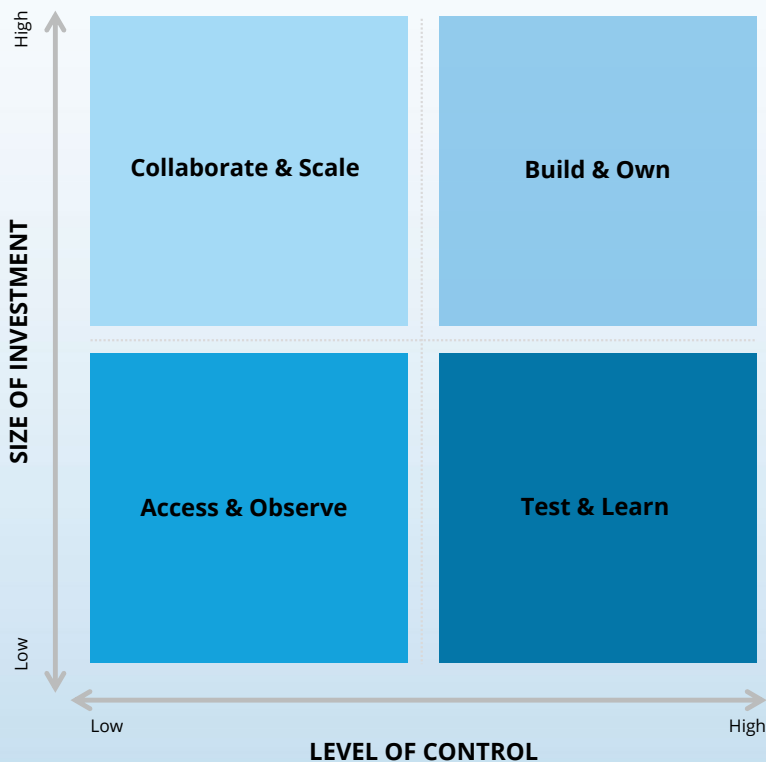 High
Collaborate & Scale
Build & Own
SIZE OF INVESTMENT
Access & Observe
Test & Learn
Low
Low
High
LEVEL OF CONTROL